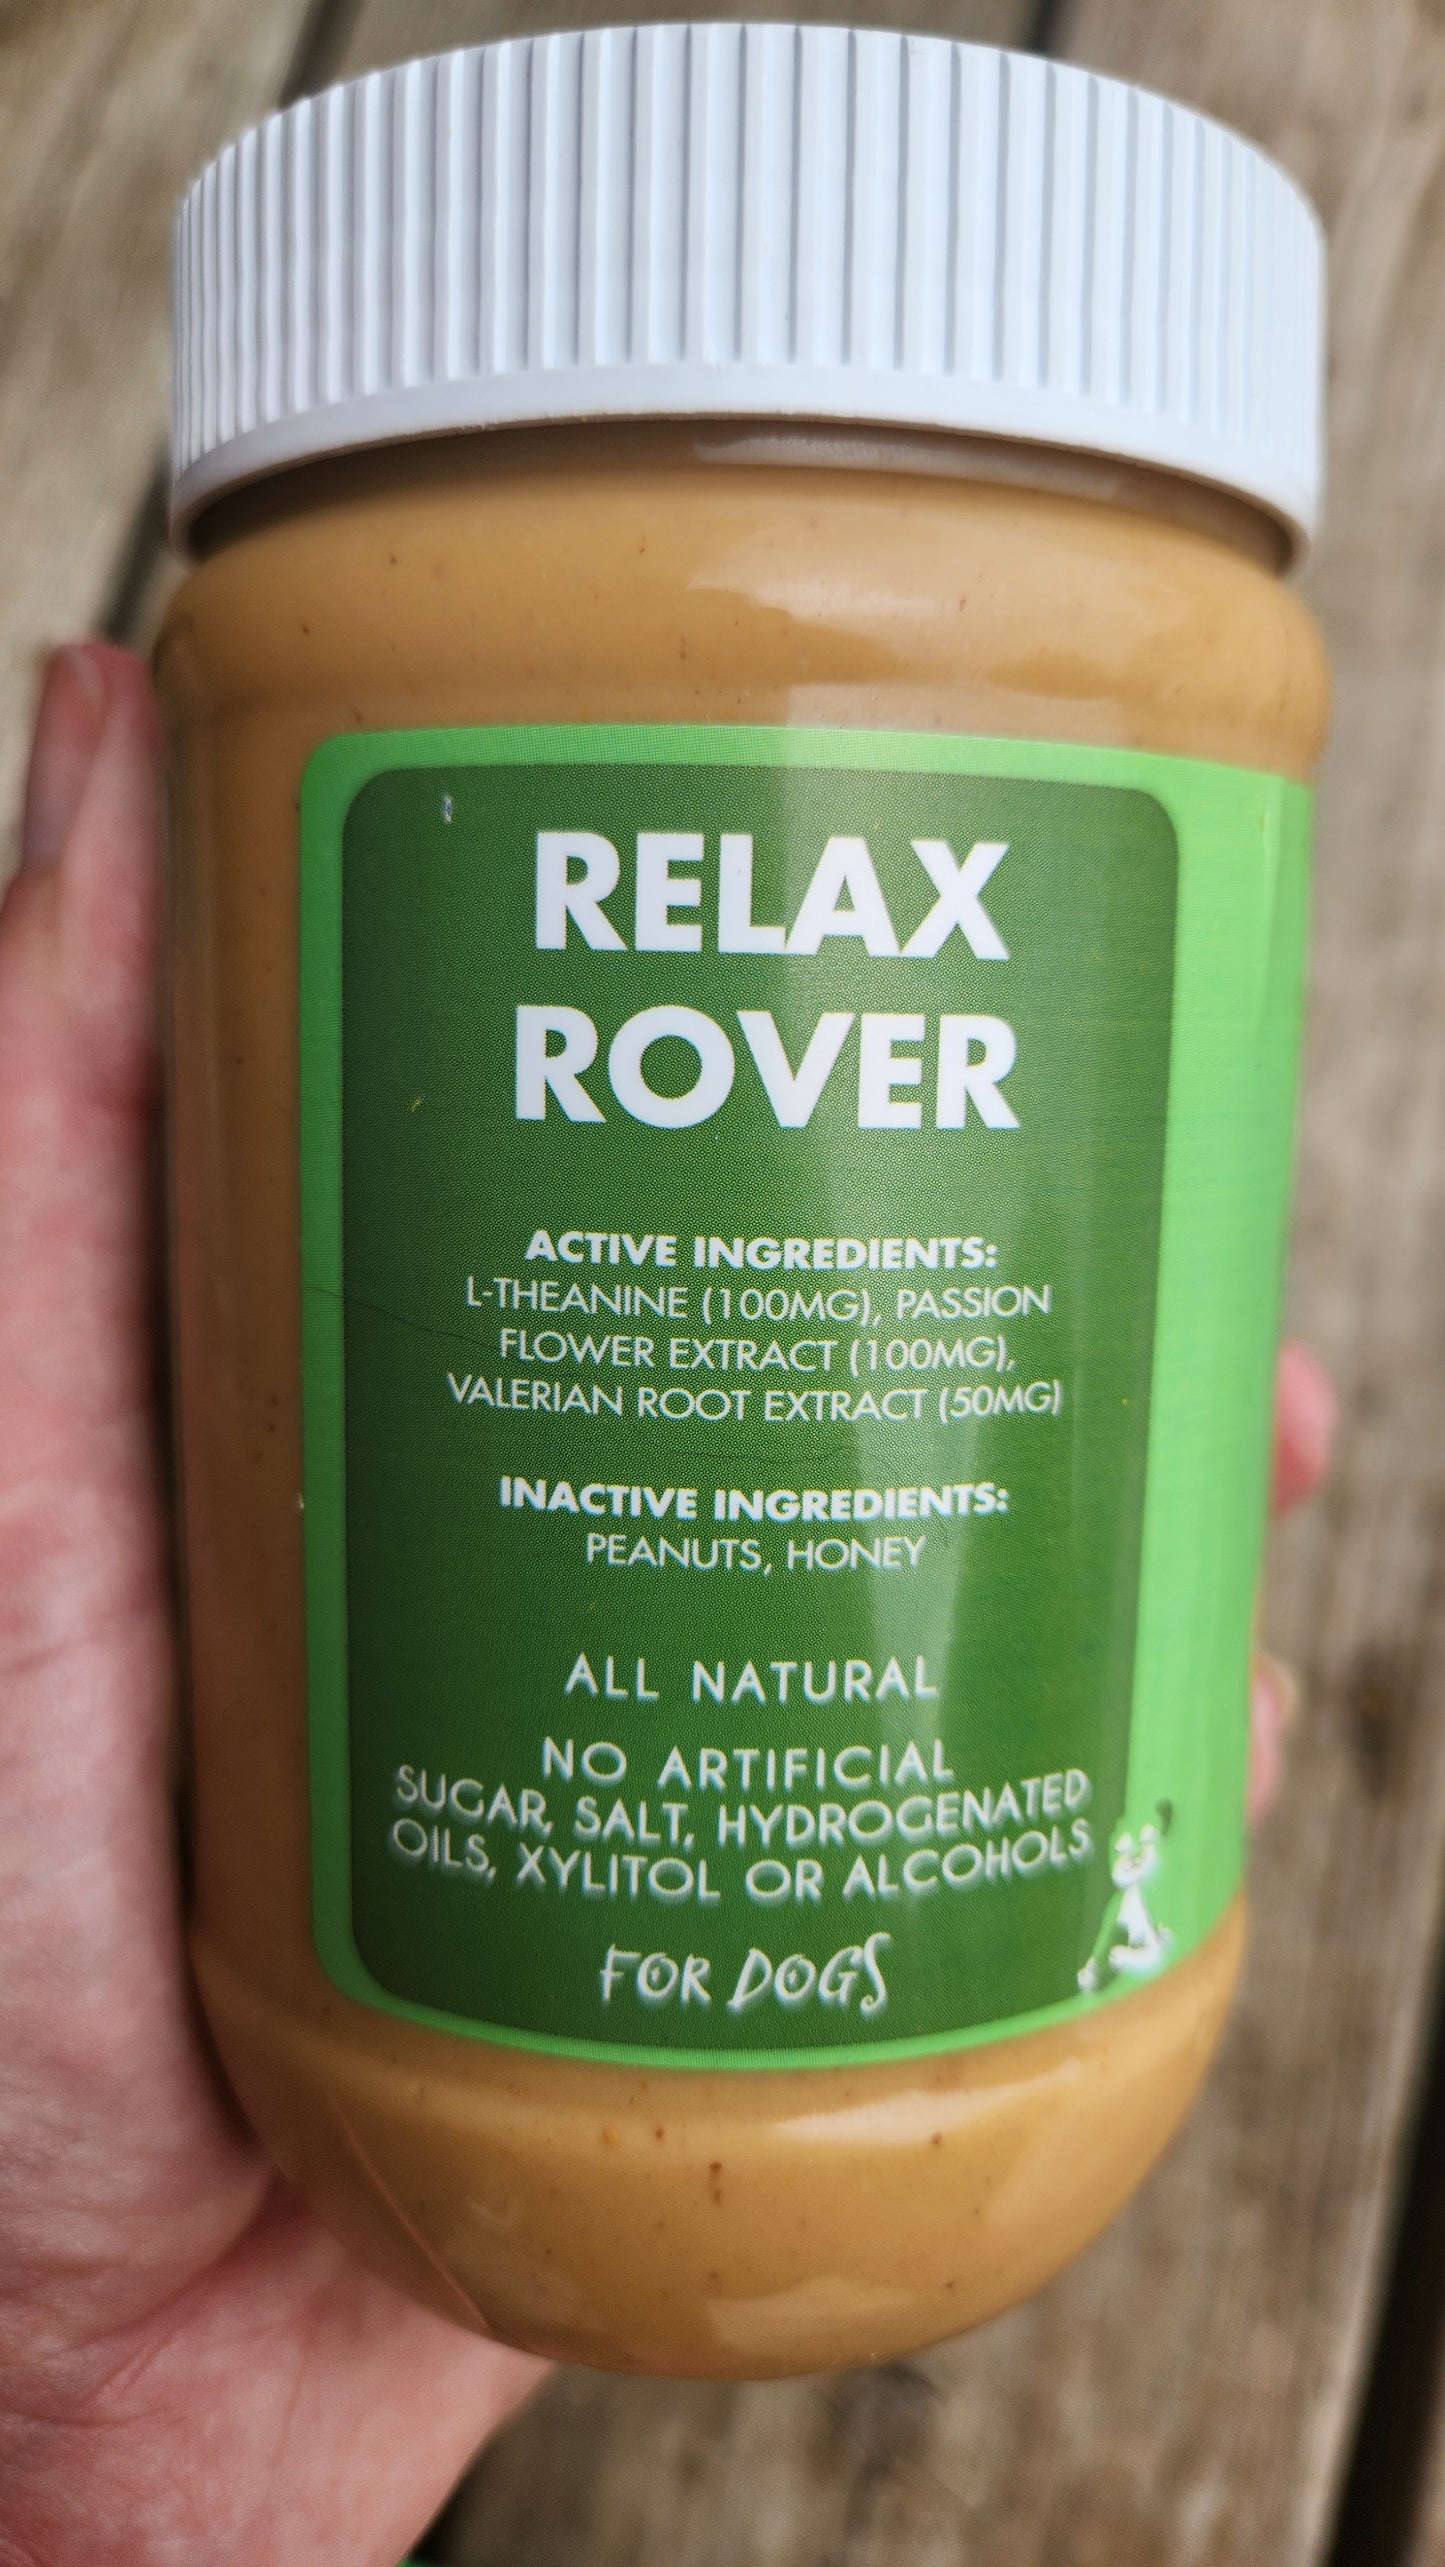 RELAX
ROVER
ACTIVE INGREDIENTS:
L-THEANINE (100MG), PASSION
FLOWER EXTRACT (100MG),
VALERIAN ROOT EXTRACT (50MG)
INACTIVE INGREDIENTS:
PEANUTS, HONEY
ALL NATURAL
NO ARTIFICIAL
SUGAR, SALT, HYDROGENATED
OILS, XYLITOL OR ALCOHOLS
FOR DOGS